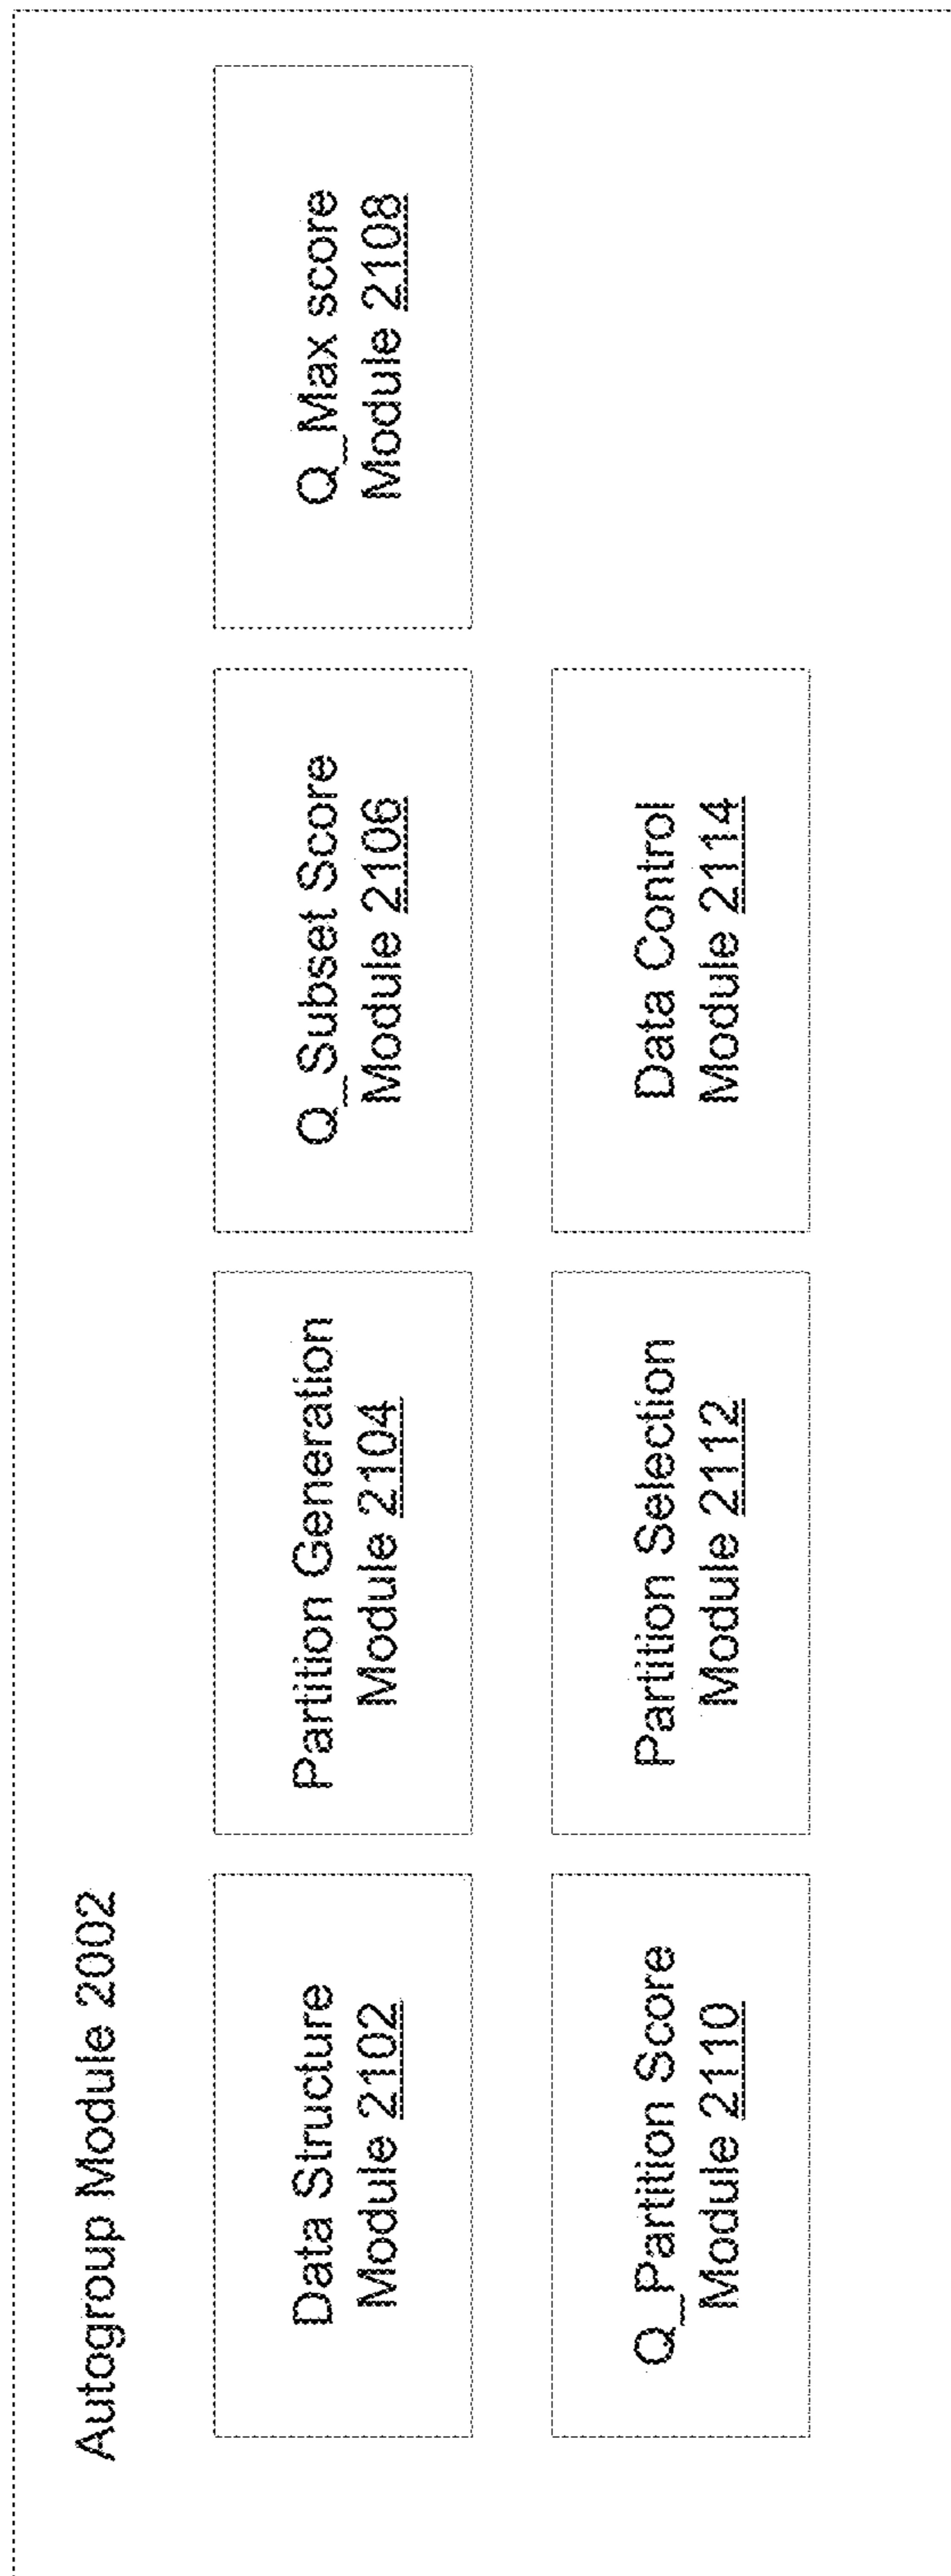 Autogroup Module 2002
Data Structure
Module 2102
Partition Generation
Module 2104
Q_Subset Score
Module 2106
Q_Max score
Module 2108
Q_Partition Score
Module 2110
Partition Selection
Module 2112
Data Control
Module 2114